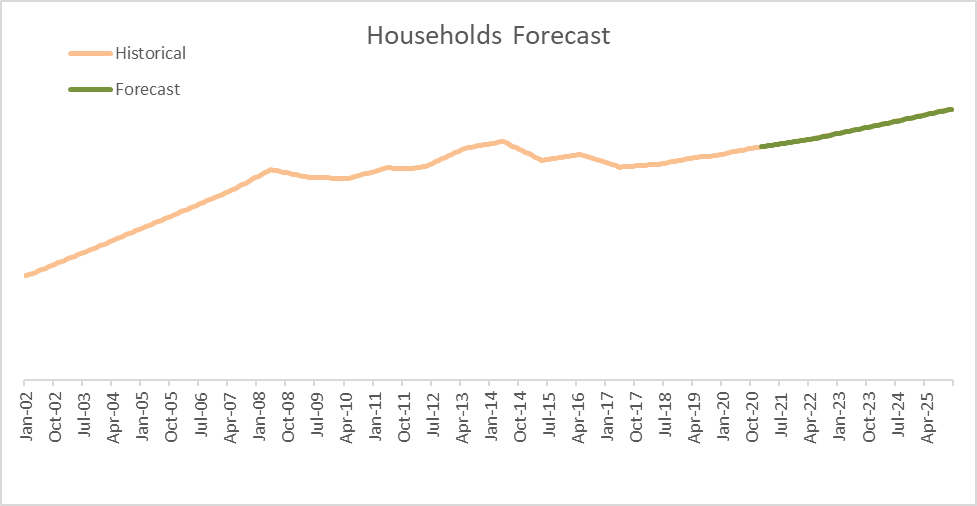 Households Forecast
Historical
Forecast
Jan-02
Oct-02
Jul-03
Apr-04
Jan-05
Oct-05
Jul-06
Apr-07
Jan-08
Oct-08
Jul-09
Apr-10
Jan-11
Oct-11
Jul-12
Apr-13
Jan-14
Oct-14
Jul-15
Apr-16
Jan-17
Oct-17
Jul-18
Apr-19
Jan-20
Oct-20
Jul-21
Apr-22
Jan-23
Oct-23
Jul-24
Apr-25